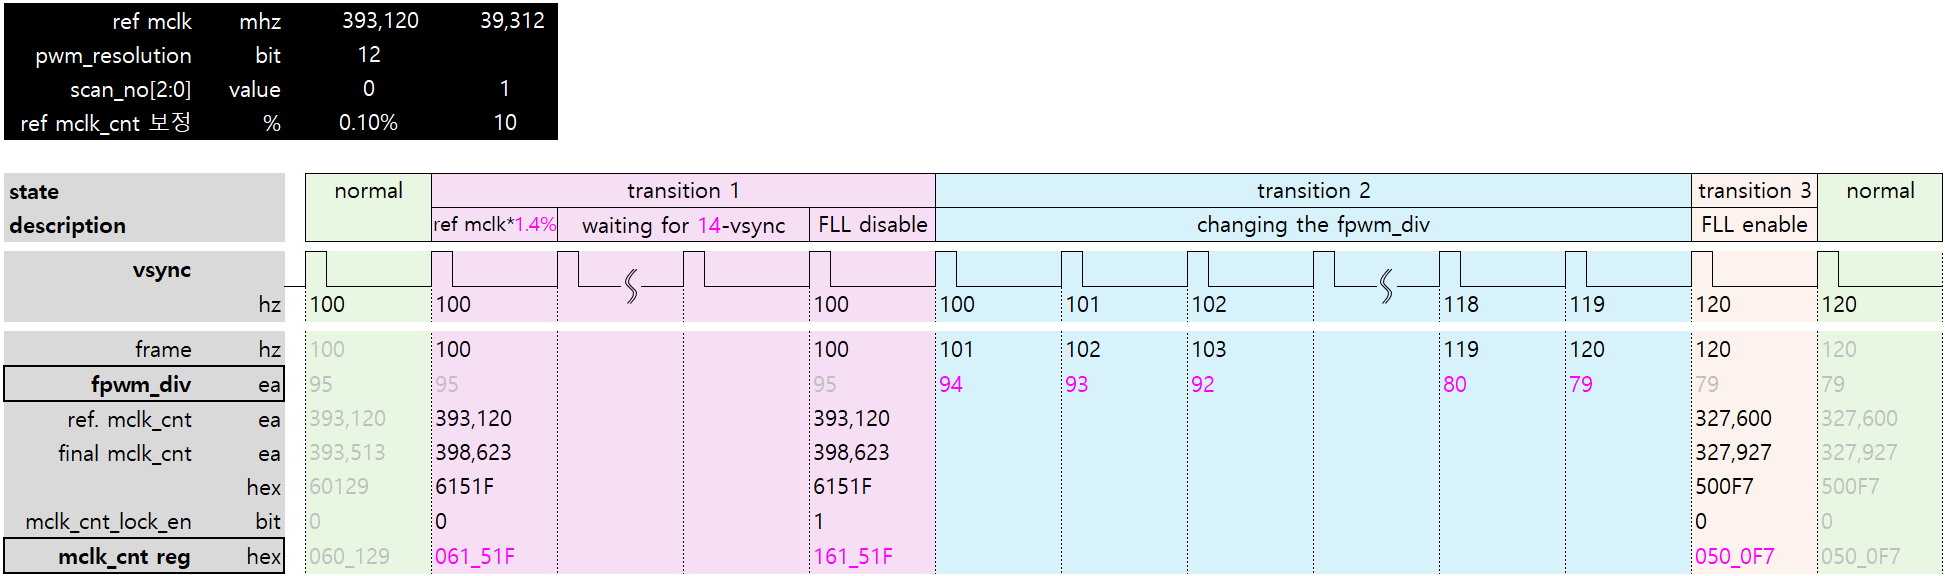 ref mclk mhz 393,120 39,312
pwm_resolution bit 12
scan_no[2:0] value 0 1
ref mclk_cnt 보정 % 0.10% 10
state normal transition 1 transition 2 transition 3 normal
description ref mclk*1.4% waiting for 14-vsync FLL disable changing the fpwm_div FLL enable
vsync
hz 100 100 100 100 101 102 118 119 120 120
frame hz 100 100 100 101 102 103 119 120 120 120
fpwm_div ea 95 95 95 94 93 92 80 79 79 79
ref. mclk_cnt ea 393,120 393,120 393,120 327,600 327,600
final mclk_cnt ea 393,513 398,623 398,623 327,927 327,927
hex 60129 6151F 6151F 500F7 500F7
mclk_cnt_lock_en bit 0 0 1 0 0
mclk_cnt reg hex 060_129 061_51F 161_51F 050_0F7 050_0F7